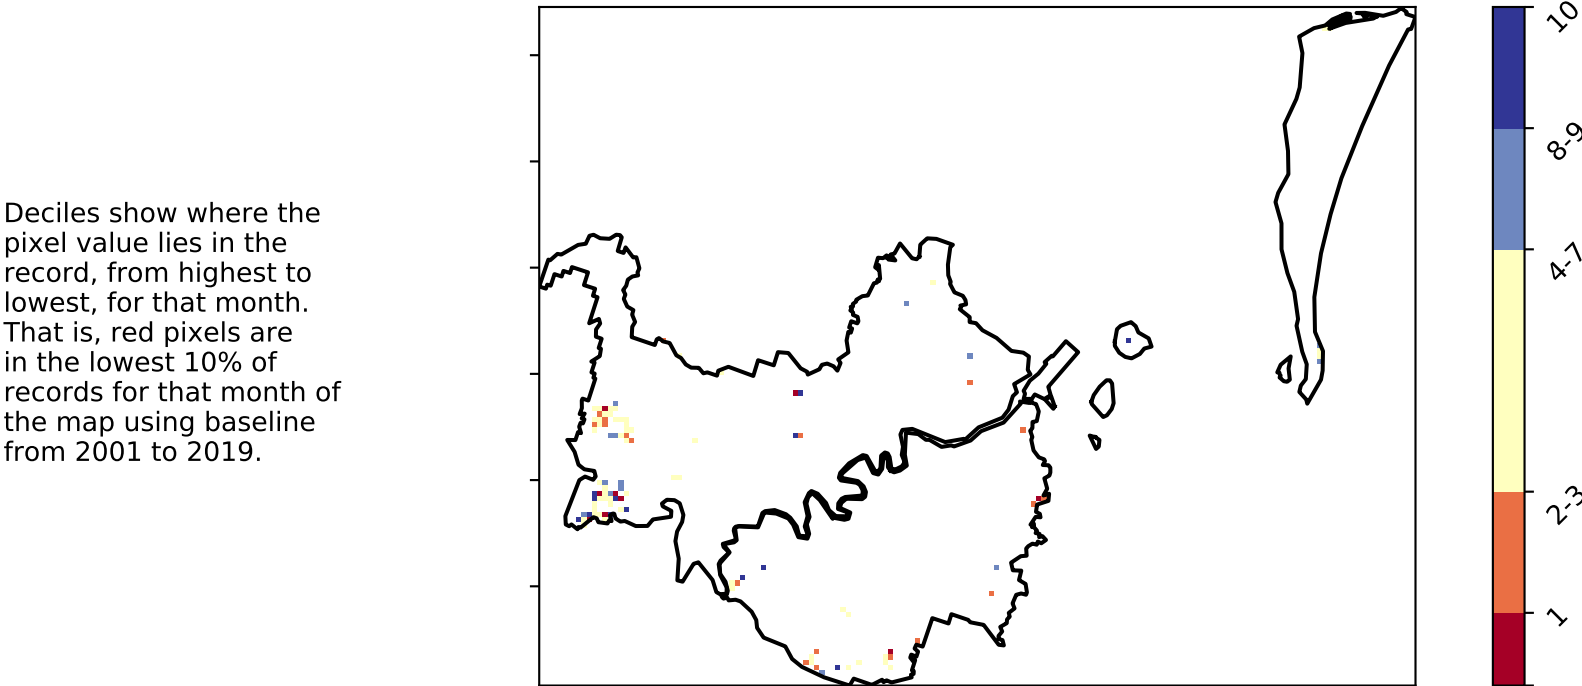 Deciles show where the
pixel value lies in the
record, from highest to
lowest, for that month.
That is, red pixels are
in the lowest 10% of
records for that month of
the map using baseline
from 2001 to 2019.
10
8-9
4-7
2-3
1